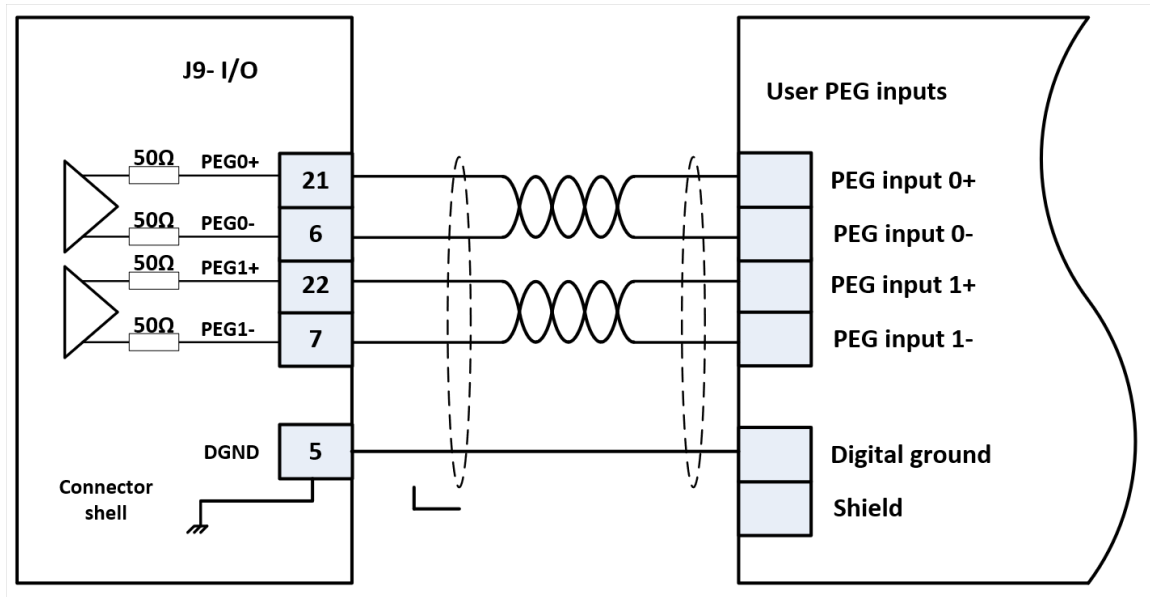 J9- I/O
User PEG inputs
50Ω PEG0+ 21 PEG input 0+
50Ω PEG0- 6 PEG input 0-
50Ω PEG1+ 22 PEG input 1+
50Ω PEG1- 7 PEG input 1-
DGND 5 Digital ground
Connector
shell
Shield